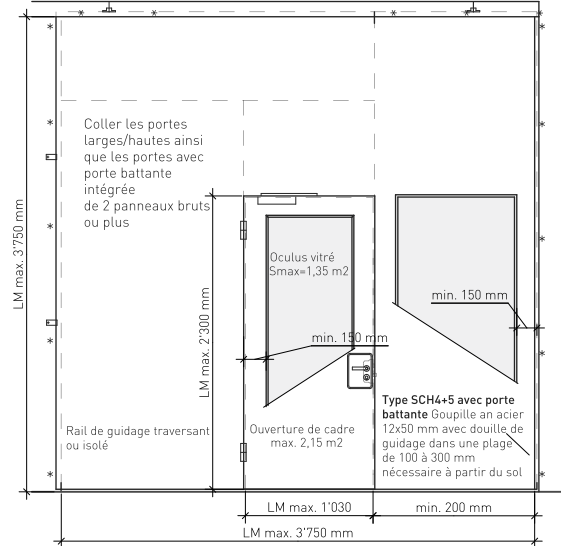 Coller les portes
larges/hautes ainsi
que les portes avec
porte battante
intégrée
de 2 panneaux bruts
ou plus
LM max. 3'750 mm
LM max. 2'300 mm
Oculus vitré
Smax=1,35 m2
min. 150 mm
min. 150 mm
Rail de guidage traversant
ou isolé
Ouverture de cadre
max. 2,15 m2
Type SCH4+5 avec porte
battante Goupille an acier
12x50 mm avec douille de
guidage dans une plage
de 100 à 300 mm
nécessaire à partir du sol
LM max. 1'030
min. 200 mm
LM max. 3'750 mm